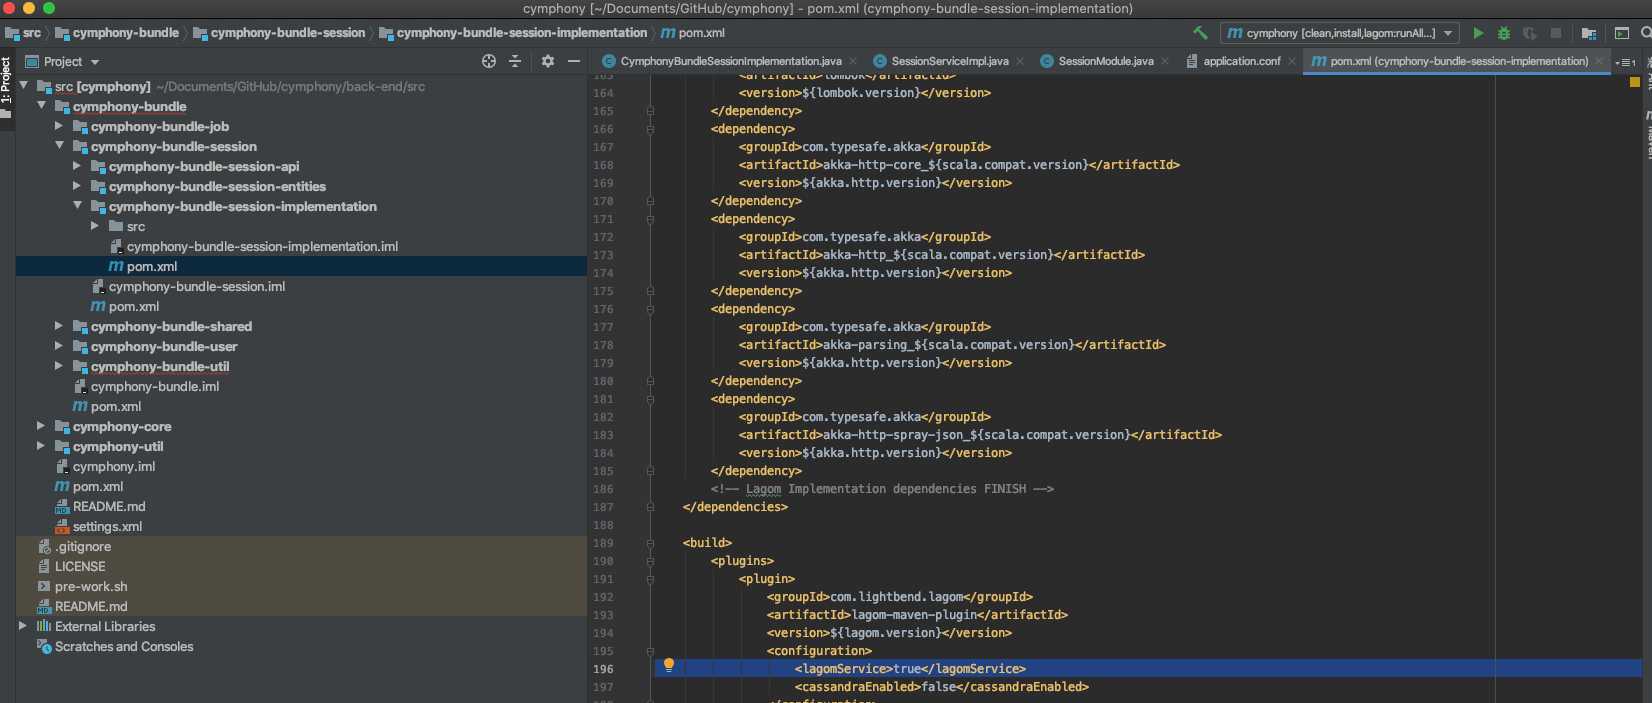 cymphony [~/Documents/GitHub/cymphony] - pom.xml (cymphony-bundle-session-implementation)
src cymphony-bundle cymphony-bundle-session cymphony-bundle-session-implementation pom.xml
cymphony [clean,install,lagom:runAll...]
1: Project
Project
CymphonyBundleSessionImplementation.java SessionServiceImpl.java SessionModule.java application.conf pom.xml (cymphony-bundle-session-implementation)
src [cymphony] ~/Documents/GitHub/cymphony/back-end/src
cymphony-bundle
cymphony-bundle-job
cymphony-bundle-session
cymphony-bundle-session-api
cymphony-bundle-session-entities
cymphony-bundle-session-implementation
src
cymphony-bundle-session-implementation.iml
pom.xml
cymphony-bundle-session.iml
pom.xml
cymphony-bundle-shared
cymphony-bundle-user
cymphony-bundle-util
cymphony-bundle.iml
pom.xml
cymphony-core
cymphony-util
cymphony.iml
pom.xml
README.md
settings.xml
.gitignore
LICENSE
pre-work.sh
README.md
External Libraries
Scratches and Consoles
163 <artifactId>lombok</artifactId>
164 <version>${lombok.version}</version>
165 </dependency>
166 <dependency>
167 <groupId>com.typesafe.akka</groupId>
168 <artifactId>akka-http-core_${scala.compat.version}</artifactId>
169 <version>${akka.http.version}</version>
170 </dependency>
171 <dependency>
172 <groupId>com.typesafe.akka</groupId>
173 <artifactId>akka-http_${scala.compat.version}</artifactId>
174 <version>${akka.http.version}</version>
175 </dependency>
176 <dependency>
177 <groupId>com.typesafe.akka</groupId>
178 <artifactId>akka-parsing_${scala.compat.version}</artifactId>
179 <version>${akka.http.version}</version>
180 </dependency>
181 <dependency>
182 <groupId>com.typesafe.akka</groupId>
183 <artifactId>akka-http-spray-json_${scala.compat.version}</artifactId>
184 <version>${akka.http.version}</version>
185 </dependency>
186 <!-- Lagom Implementation dependencies FINISH -->
187 </dependencies>
188
189 <build>
190 <plugins>
191 <plugin>
192 <groupId>com.lightbend.lagom</groupId>
193 <artifactId>lagom-maven-plugin</artifactId>
194 <version>${lagom.version}</version>
195 <configuration>
196 <lagomService>true</lagomService>
197 <cassandraEnabled>false</cassandraEnabled>
198 </configuration>